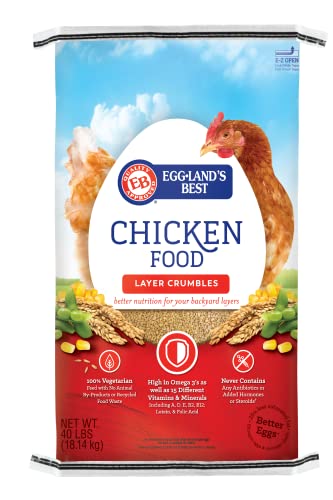 E-Z OPEN
QUALITY
EB
APPROVED
EGG·LAND'S
BEST
CHICKEN
FOOD
LAYER CRUMBLES
better nutrition for your backyard layers
100% Vegetarian
Feed with No Animal
By-Products or Recycled
Food Waste
High in Omega 3's as
well as 15 Different
Vitamins & Minerals
Including A, D, E, B2, B12,
Lutein, & Folic Acid
Never Contains
Any Antibiotics or
Added Hormones
or Steroids*
NET WT.
40 LBS
(18.14 kg)
Better
Eggs